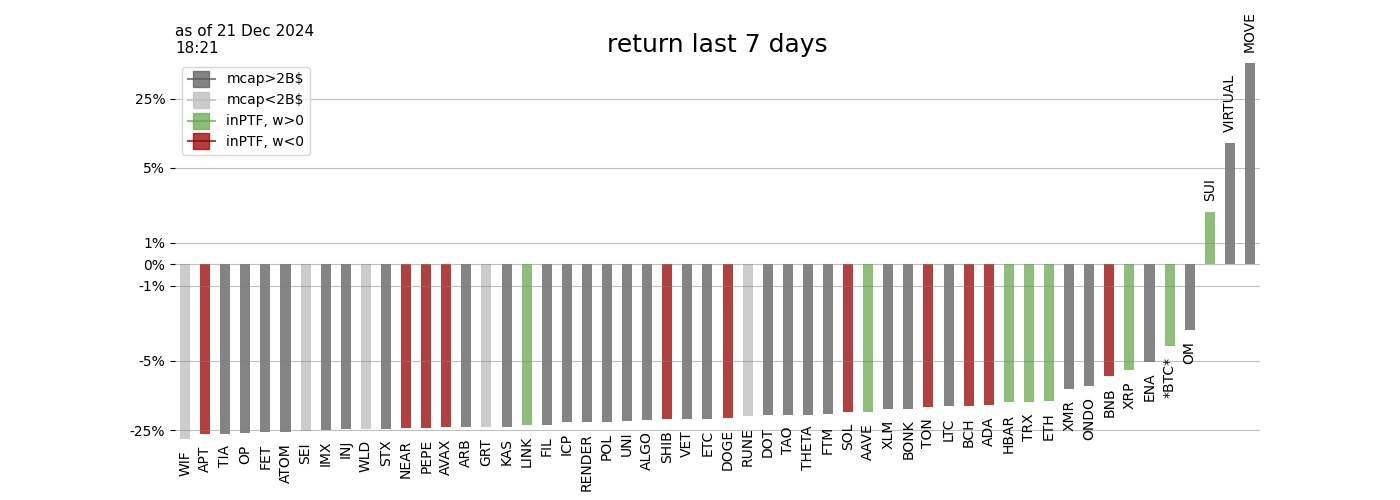 as of 21 Dec 2024
18:21
return last 7 days
mcap>2B$
mcap<2B$
inPTF, w>0
inPTF, w<0
25%
5%
1%
0%
-1%
-5%
-25%
WIF
APT
TIA
OP
FET
ATOM
SEI
IMX
INJ
WLD
STX
NEAR
PEPE
AVAX
ARB
GRT
KAS
LINK
FIL
ICP
RENDER
POL
UNI
ALGO
SHIB
VET
ETC
DOGE
RUNE
DOT
TAO
THETA
FTM
SOL
AAVE
XLM
BONK
TON
LTC
BCH
ADA
HBAR
TRX
ETH
XMR
ONDO
BNB
XRP
ENA
*BTC*
OM
SUI
VIRTUAL
MOVE